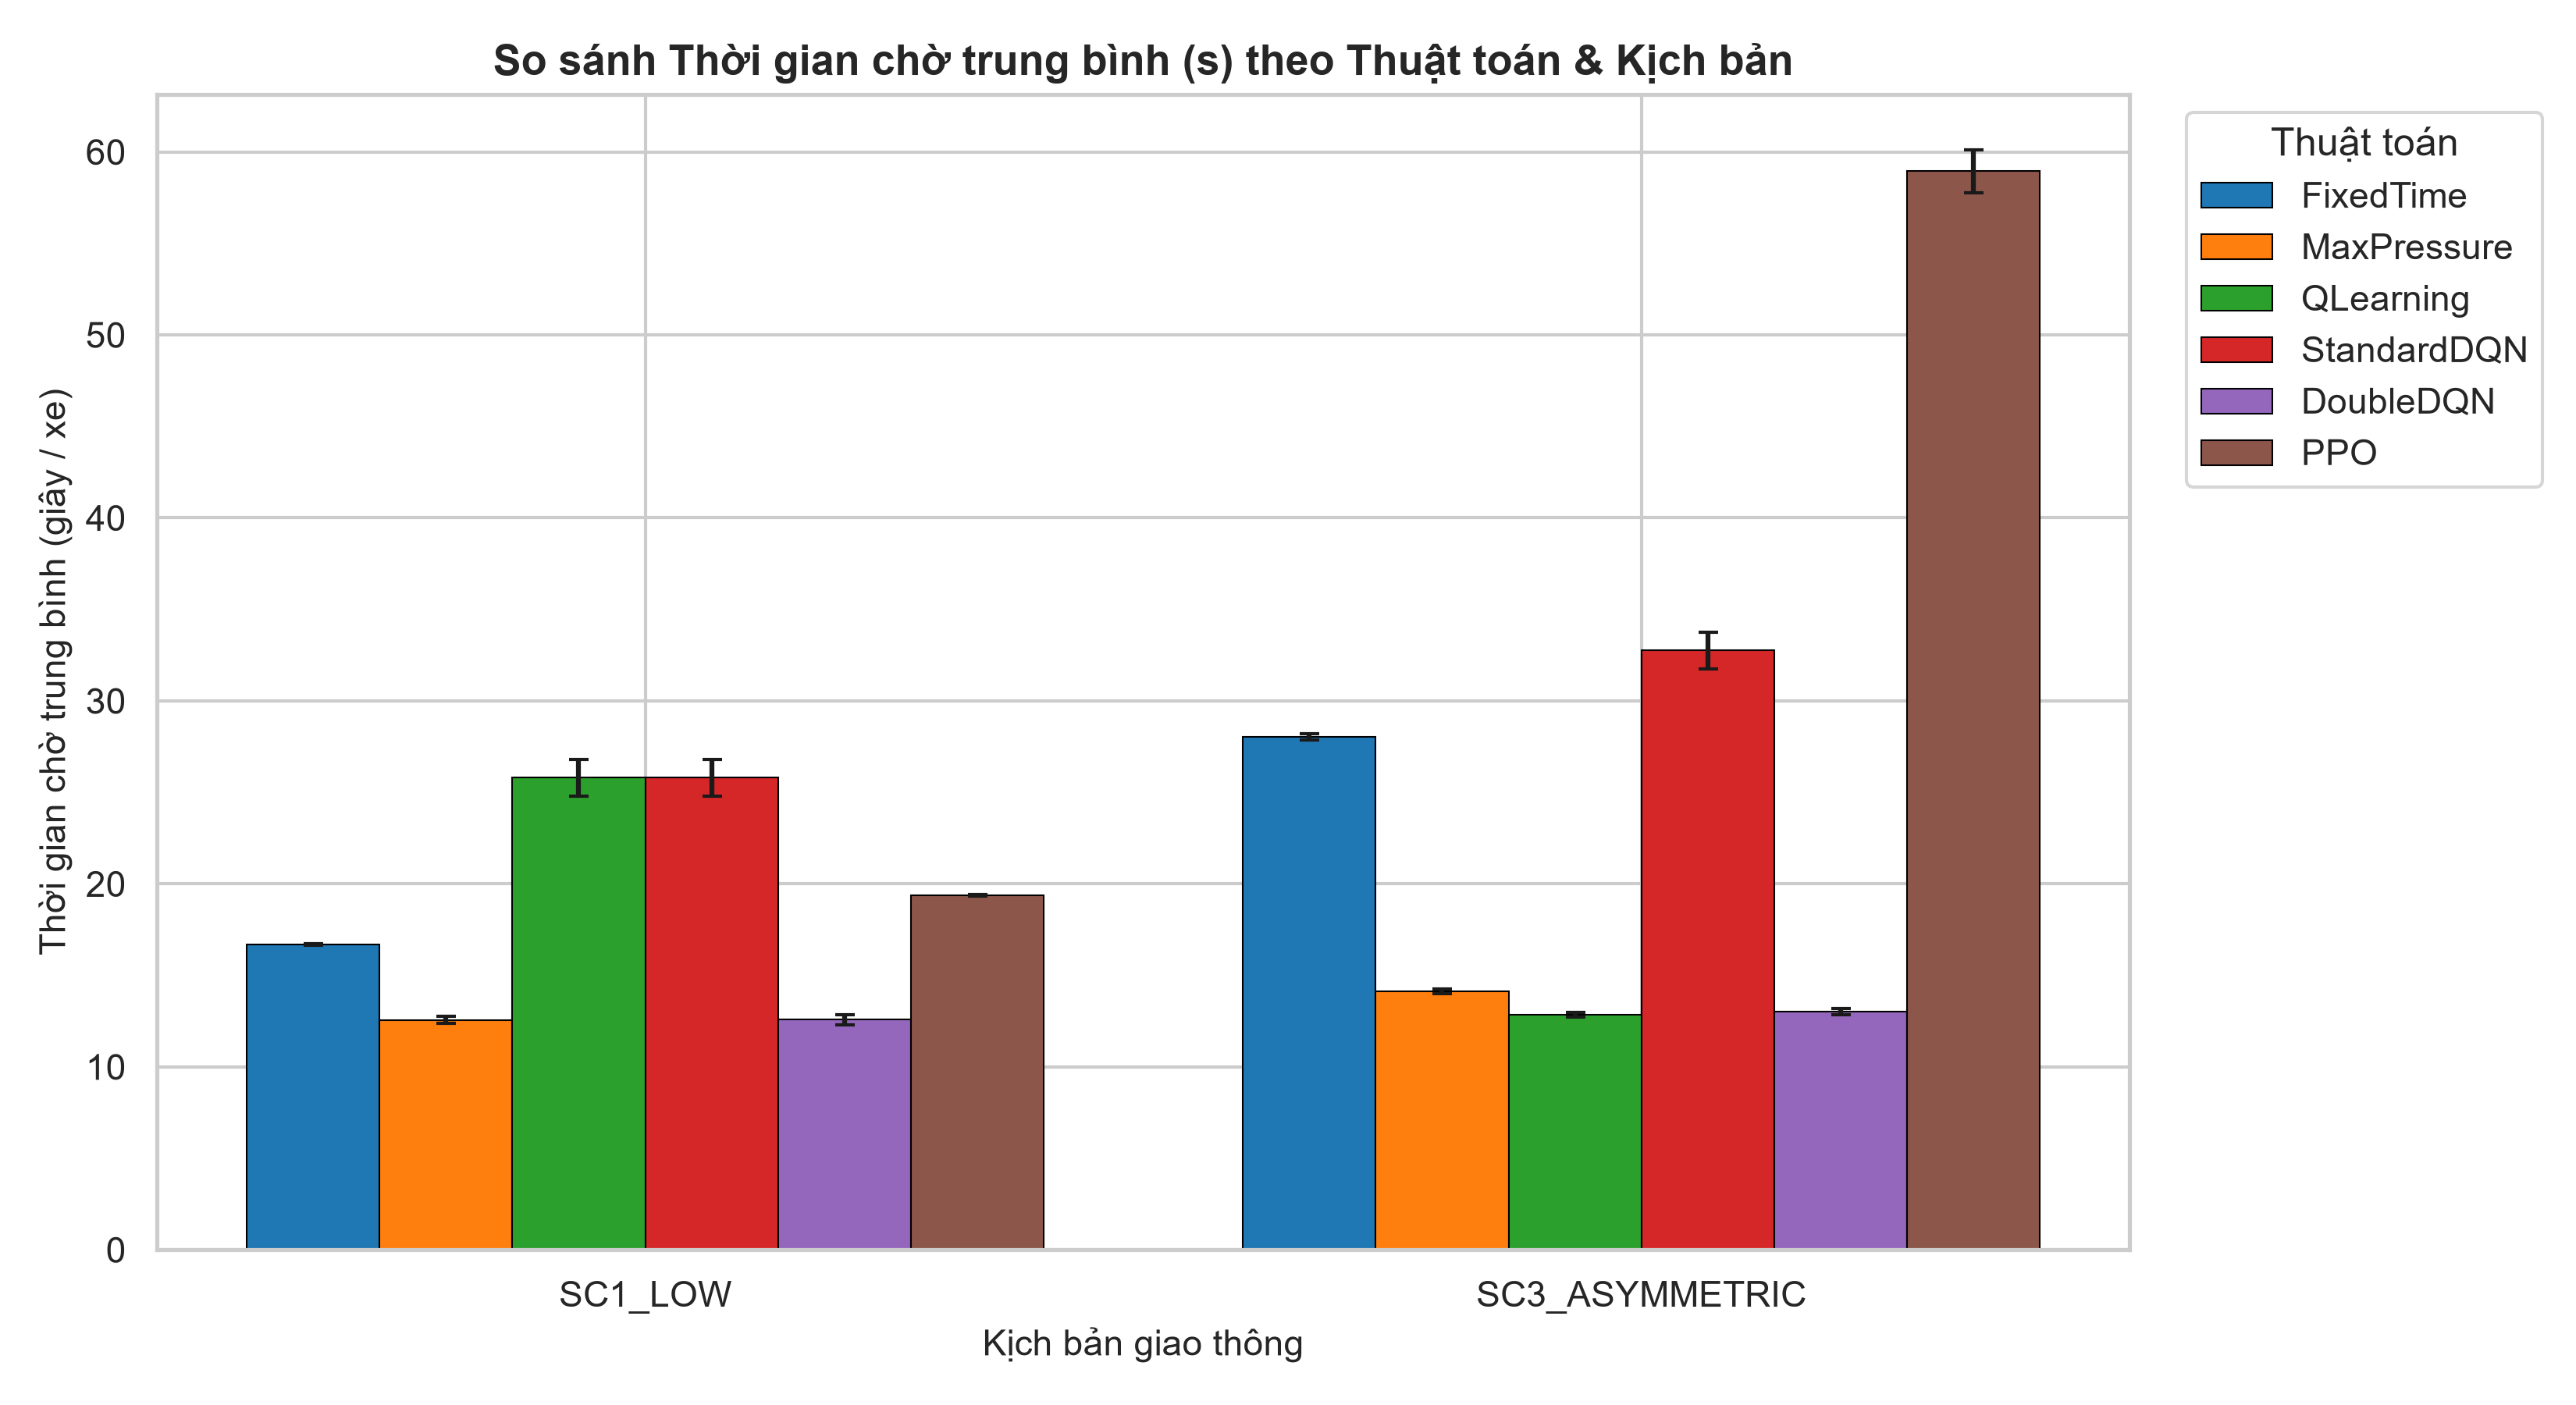 So sánh Thời gian chờ trung bình (s) theo Thuật toán & Kịch bản
Thời gian chờ trung bình (giây / xe)
60
50
40
30
20
10
0
SC1_LOW
SC3_ASYMMETRIC
Kịch bản giao thông
Thuật toán
FixedTime
MaxPressure
QLearning
StandardDQN
DoubleDQN
PPO